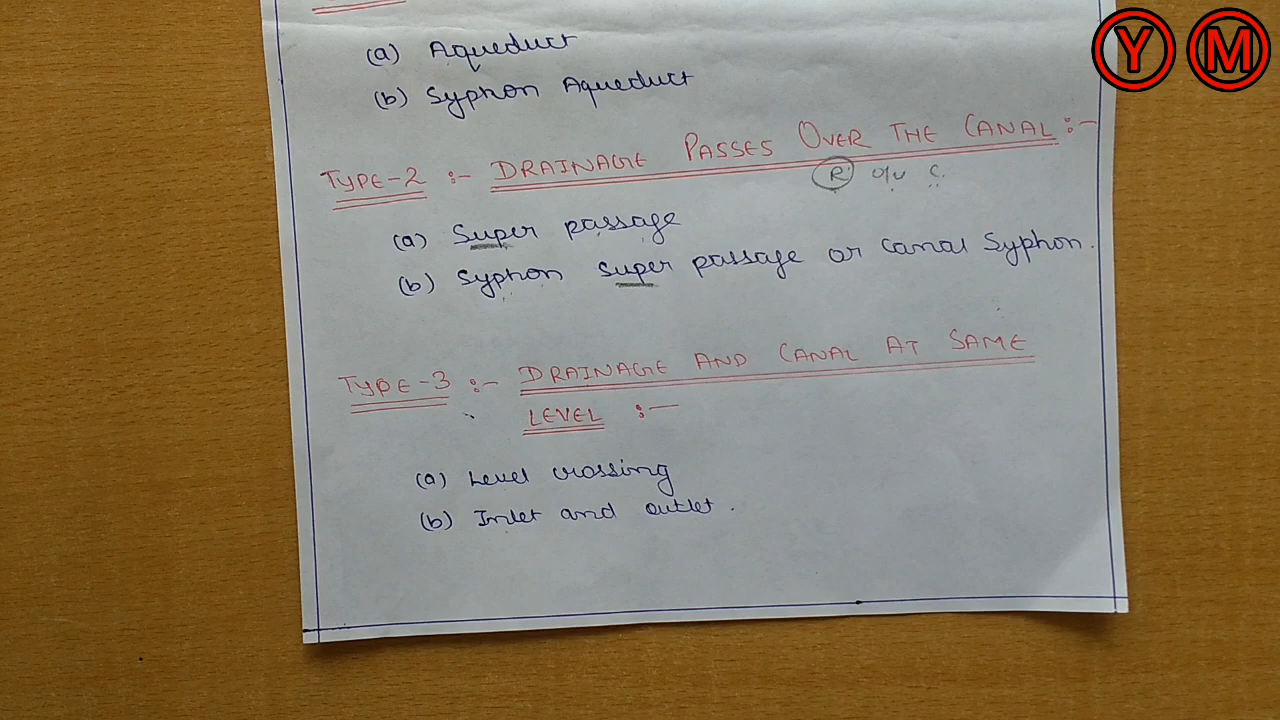 Y M
(a) Aqueduct
(b) Syphon Aqueduct
TYPE-2 :- DRAINAGE PASSES OVER THE CANAL :-
R o/v C
(a) Super passage
(b) Syphon super passage or canal Syphon.
TYPE-3 :- DRAINAGE AND CANAL AT SAME
LEVEL :-
(a) Level crossing
(b) Inlet and outlet.